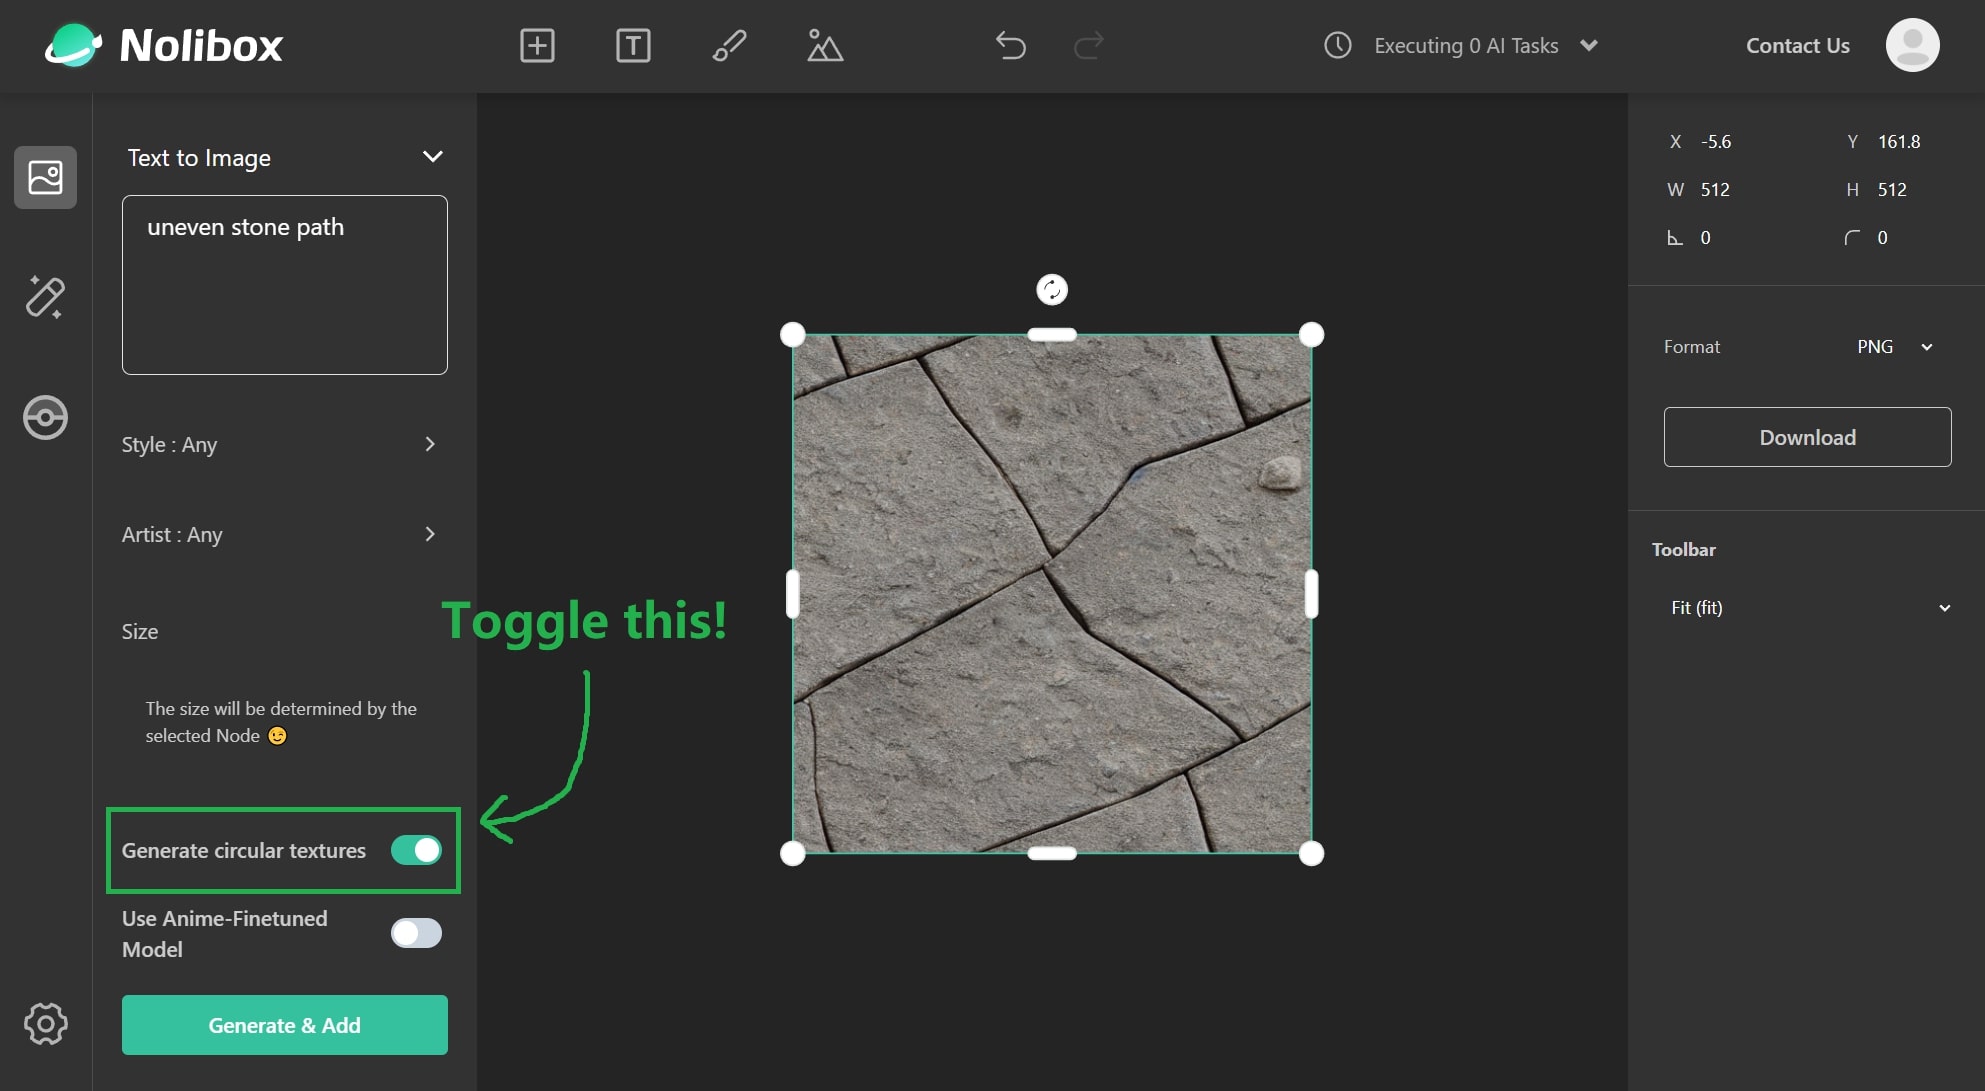 Nolibox
T
Executing 0 AI Tasks
Contact Us
Text to Image
uneven stone path
Style : Any
Artist : Any
Size
The size will be determined by the
selected Node 😉
Toggle this!
Generate circular textures
Use Anime-Finetuned
Model
Generate & Add
X -5.6 Y 161.8
W 512 H 512
0 0
Format PNG
Download
Toolbar
Fit (fit)